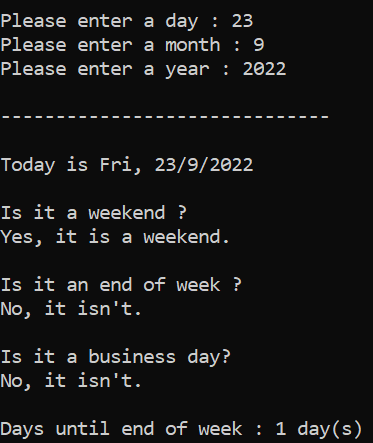 Please enter a day : 23
Please enter a month : 9
Please enter a year : 2022
------------------------------
Today is Fri, 23/9/2022
Is it a weekend ?
Yes, it is a weekend.
Is it an end of week ?
No, it isn't.
Is it a business day?
No, it isn't.
Days until end of week : 1 day(s)